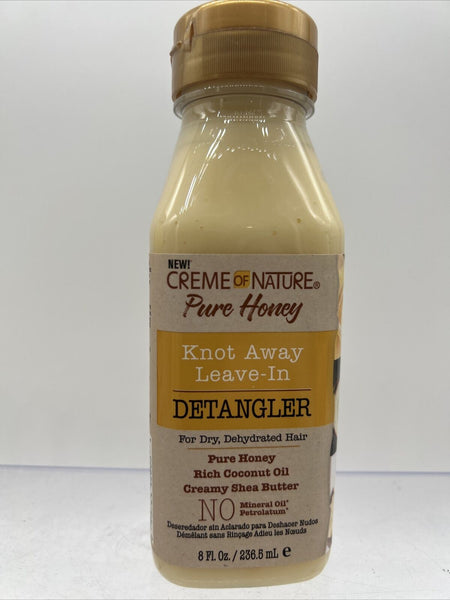 NEW!
CREME OF NATURE®
Pure Honey
Knot Away
Leave-In
DETANGLER
For Dry, Dehydrated Hair
Pure Honey
Rich Coconut Oil
Creamy Shea Butter
NO Mineral Oil*
Petrolatum*
Deseredador sin Aclarado para Deshacer Nudos
Démêlant sans Rinçage Adieu les Nœuds
8 Fl. Oz. / 236.5 mL ℮